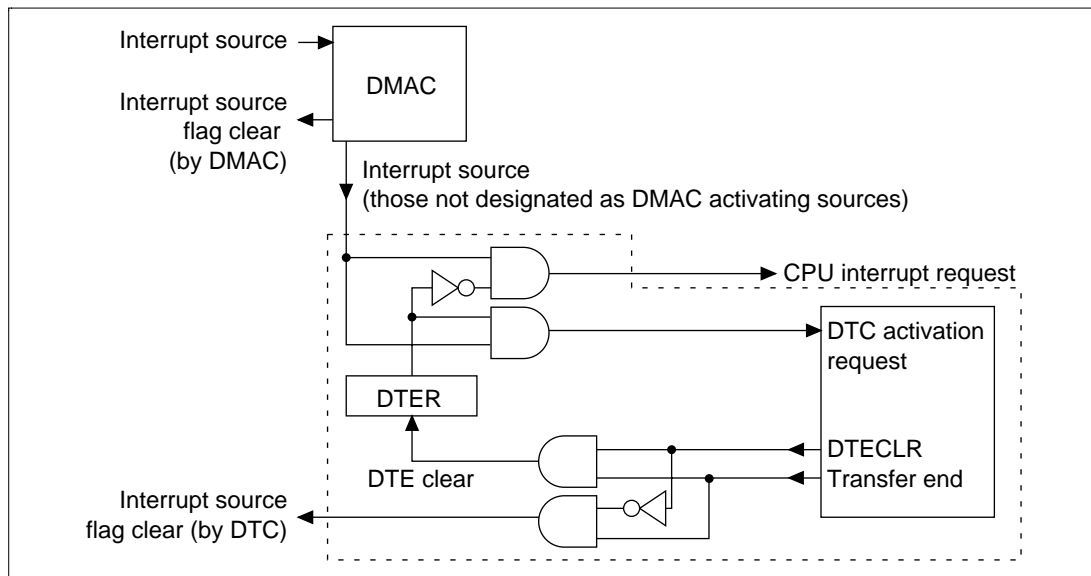 Interrupt source
DMAC
Interrupt source
flag clear
(by DMAC)
Interrupt source
(those not designated as DMAC activating sources)
CPU interrupt request
DTC activation
request
DTER
DTECLR
DTE clear
Transfer end
Interrupt source
flag clear (by DTC)